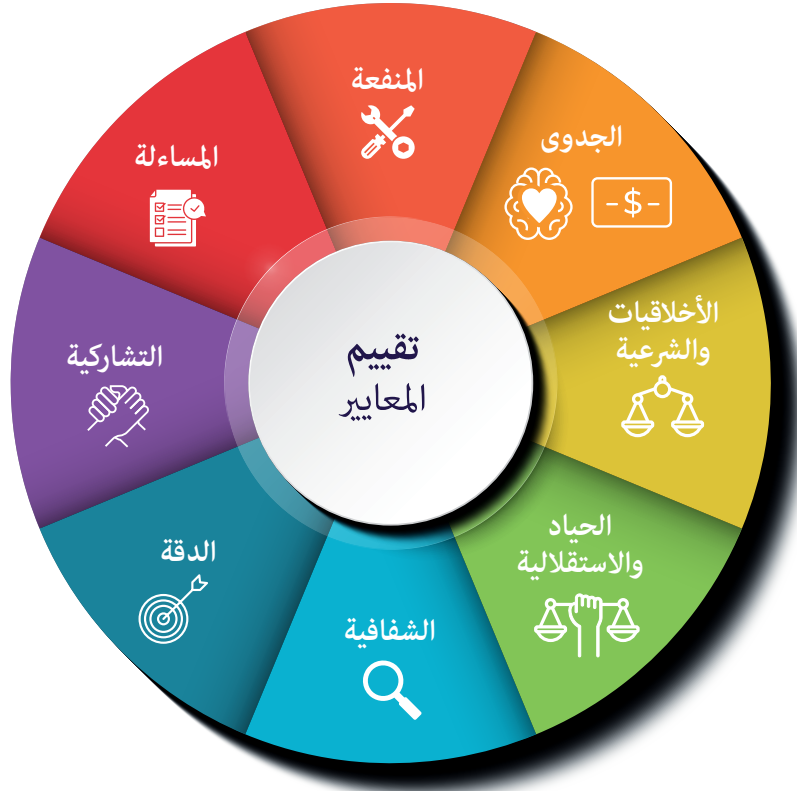 تقييم
المعايير
المنفعة
الجدوى
$
الأخلاقيات
والشرعية
الحياد
والاستقلالية
الشفافية
الدقة
التشاركية
المساءلة